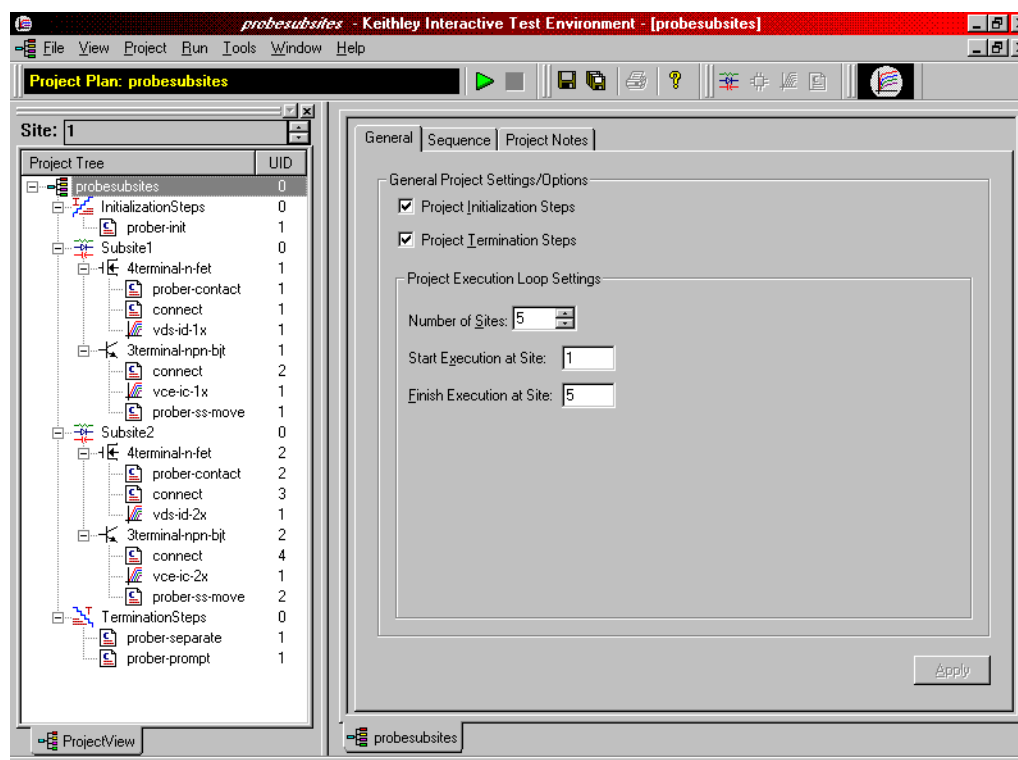 probesubsites - Keithley Interactive Test Environment - [probesubsites]
File View Project Run Tools Window Help
Project Plan: probesubsites
Site: 1
Project Tree UID
probesubsites 0
InitializationSteps 0
prober-init 1
Subsite1 0
4terminal-n-fet 1
prober-contact 1
connect 1
vds-id-1x 1
3terminal-npn-bjt 1
connect 2
vce-ic-1x 1
prober-ss-move 1
Subsite2 0
4terminal-n-fet 2
prober-contact 2
connect 3
vds-id-2x 1
3terminal-npn-bjt 2
connect 4
vce-ic-2x 1
prober-ss-move 2
TerminationSteps 0
prober-separate 1
prober-prompt 1
ProjectView
General Sequence Project Notes
General Project Settings/Options
Project Initialization Steps
Project Termination Steps
Project Execution Loop Settings
Number of Sites: 5
Start Execution at Site: 1
Finish Execution at Site: 5
Apply
probesubsites